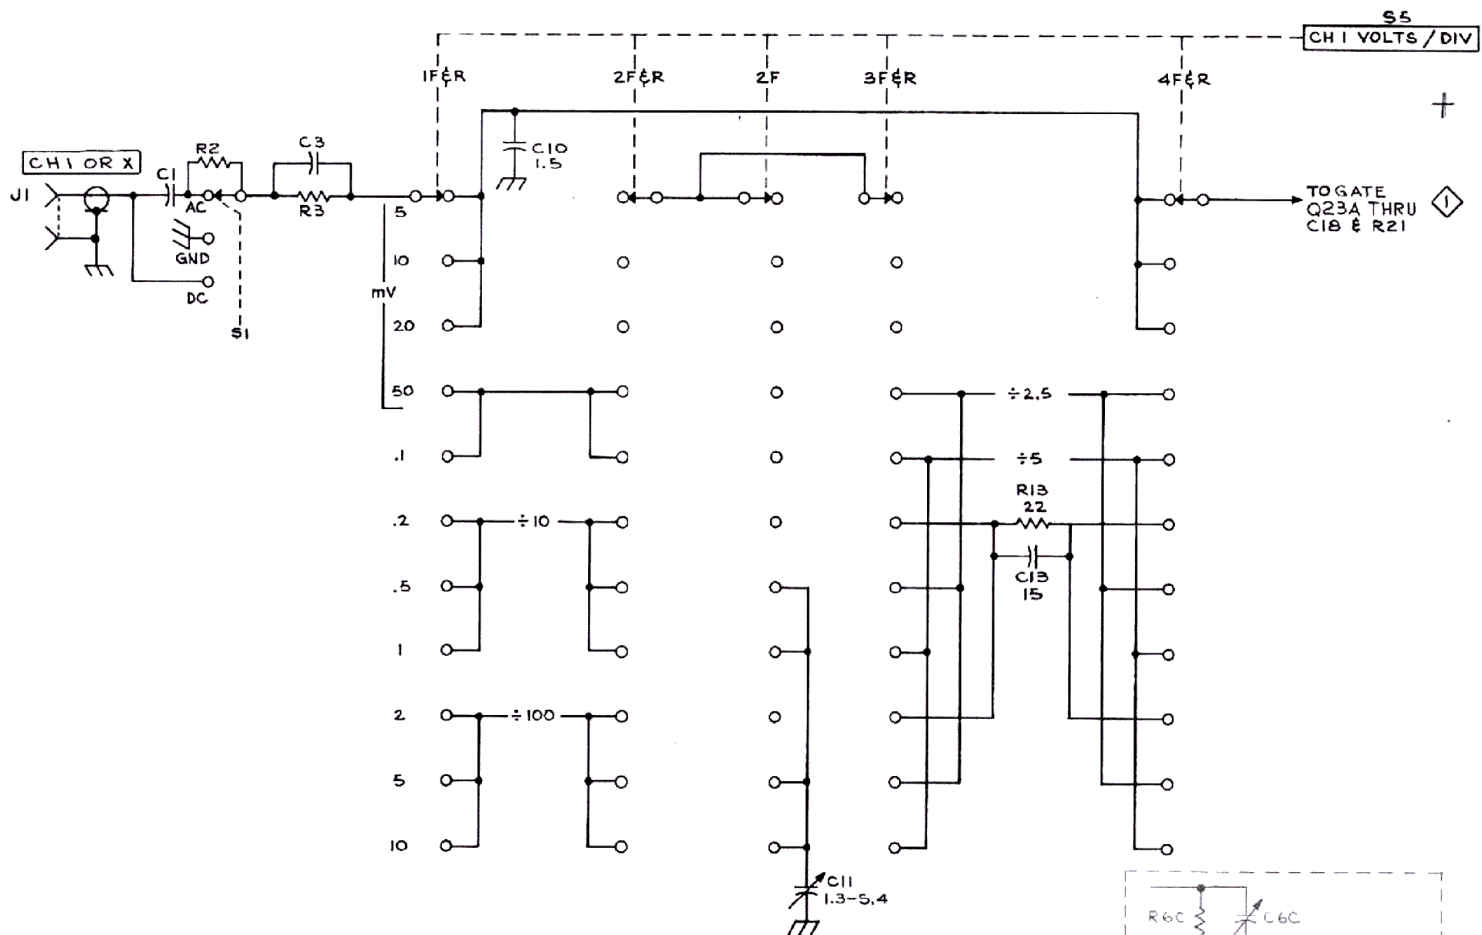 S5
CH 1 VOLTS / DIV
1F&R
2F&R
2F
3F&R
4F&R
CH 1 OR X
R2
C3
C10
1.5
C1
J1
AC
R3
5
TO GATE
Q23A THRU
C18 & R21
1
GND
10
DC
mV
S1
20
50
÷2.5
.1
÷5
R13
22
.2
÷10
C13
15
.5
1
2
÷100
5
10
C11
1.3-5.4
R6C
C6C